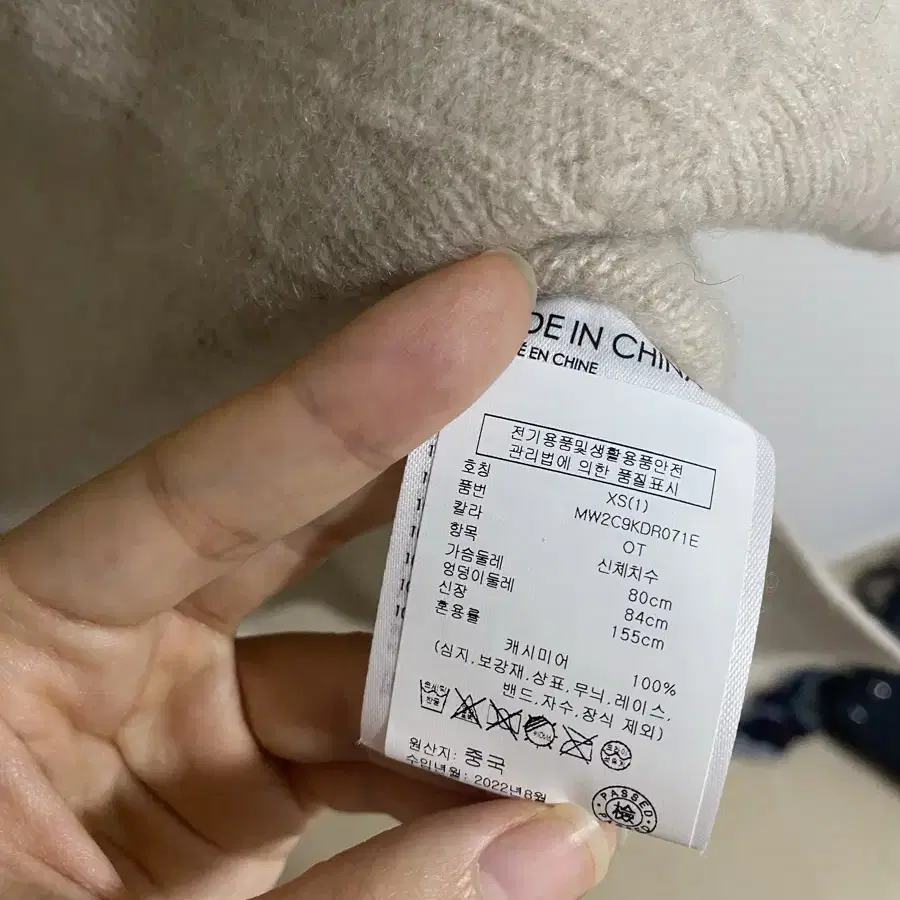 DE IN CHIN
É EN CHINE
전기용품및생활용품안전
관리법에 의한 품질표시
호칭 XS(1)
품번 MW2C9KDR071E
칼라 OT
항목 신체치수
가슴둘레 80cm
엉덩이둘레 84cm
신장 155cm
혼용률
캐시미어 100%
(심지,보강재,상표,무늬,레이스,
밴드,자수,장식 제외)
원산지: 중국
수입년월: 2022년8월
PASSED
檢